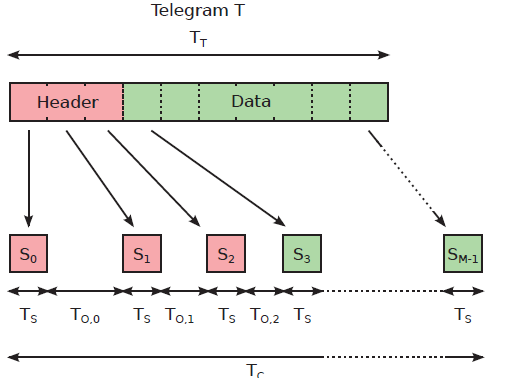 Telegram T
T_T
Header Data
S_0 S_1 S_2 S_3 S_M-1
T_S T_O,0 T_S T_O,1 T_S T_O,2 T_S T_S
T_C